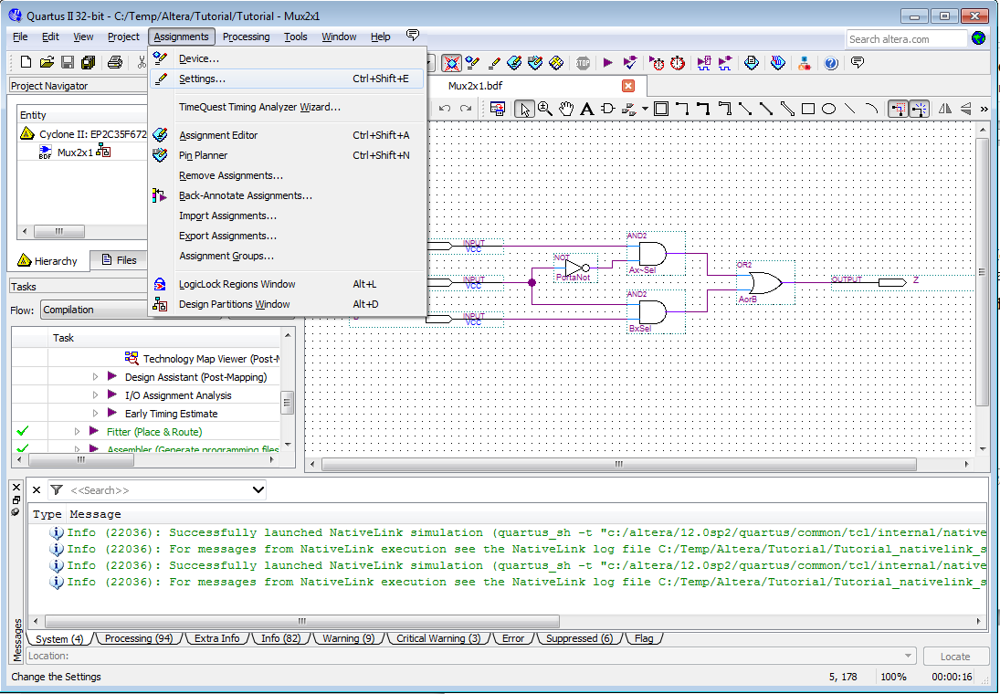 Quartus II 32-bit - C:/Temp/Altera/Tutorial/Tutorial - Mux2x1
File Edit View Project Assignments Processing Tools Window Help
Search altera.com
Device...
Settings... Ctrl+Shift+E
TimeQuest Timing Analyzer Wizard...
Assignment Editor Ctrl+Shift+A
Pin Planner Ctrl+Shift+N
Remove Assignments...
Back-Annotate Assignments...
Import Assignments...
Export Assignments...
Assignment Groups...
LogicLock Regions Window Alt+L
Design Partitions Window Alt+D
STOP
Project Navigator
Entity
Cyclone II: EP2C35F672
BDF Mux2x1
Hierarchy Files
Tasks
Flow: Compilation
Task
Technology Map Viewer (Post-M
Design Assistant (Post-Mapping)
I/O Assignment Analysis
Early Timing Estimate
Fitter (Place & Route)
Assembler (Generate programming files
Mux2x1.bdf
A
»
INPUT
VCC
INPUT
VCC
INPUT
VCC
NOT
PortaNot
AND2
Ax~Sel
AND2
BxSel
OR2
AorB
OUTPUT Z
<<Search>>
Type Message
Info (22036): Successfully launched NativeLink simulation (quartus_sh -t "c:/altera/12.0sp2/quartus/common/tcl/internal/native
Info (22036): For messages from NativeLink execution see the NativeLink log file C:/Temp/Altera/Tutorial/Tutorial_nativelink_s
Info (22036): Successfully launched NativeLink simulation (quartus_sh -t "c:/altera/12.0sp2/quartus/common/tcl/internal/native
Info (22036): For messages from NativeLink execution see the NativeLink log file C:/Temp/Altera/Tutorial/Tutorial_nativelink_s
Messages
System (4) Processing (94) Extra Info Info (82) Warning (9) Critical Warning (3) Error Suppressed (6) Flag
Location: Locate
Change the Settings 5, 178 100% 00:00:16